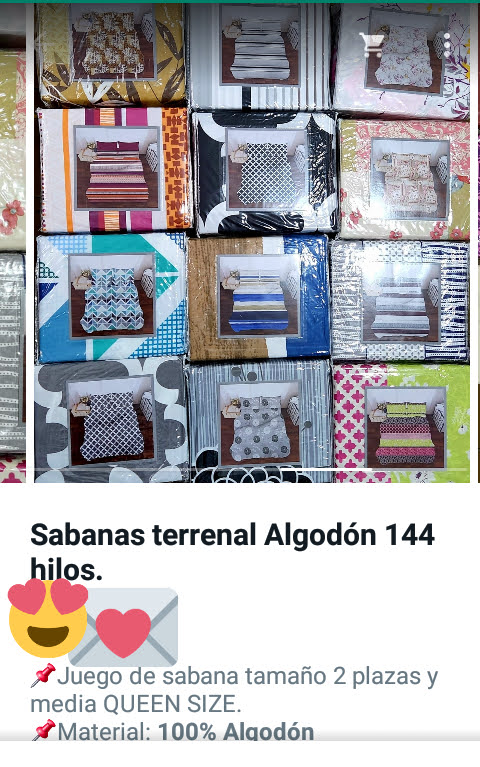 Sabanas terrenal Algodón 144
hilos.
Juego de sabana tamaño 2 plazas y
media QUEEN SIZE.
Material: 100% Algodón